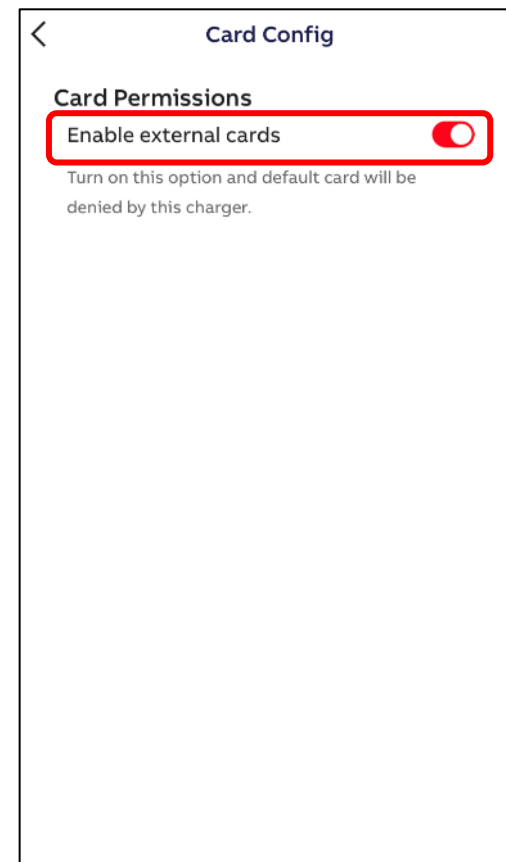 Card Config
Card Permissions
Enable external cards
Turn on this option and default card will be
denied by this charger.